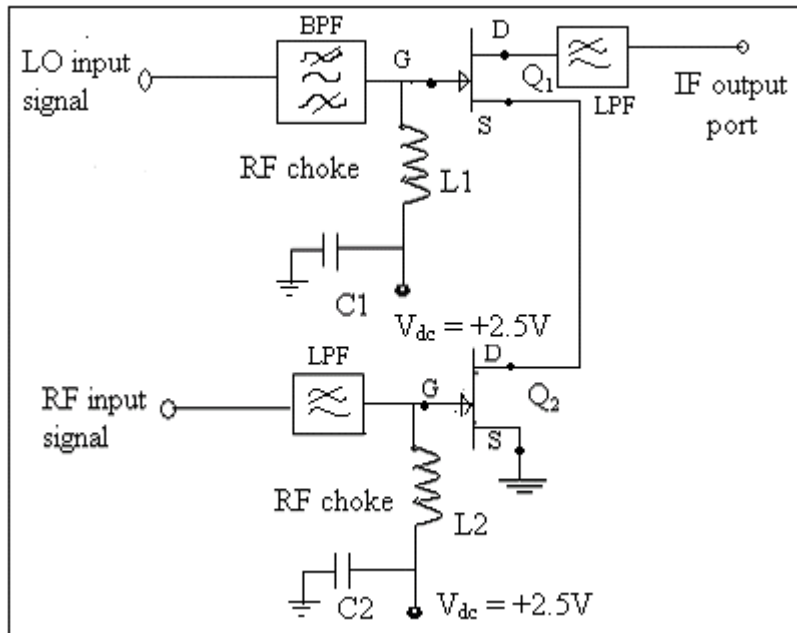 BPF
D
LO input
signal
G
Q1
LPF
IF output
port
S
RF choke
L1
C1
Vdc = +2.5V
LPF
D
RF input
signal
G
Q2
S
RF choke
L2
C2
Vdc = +2.5V